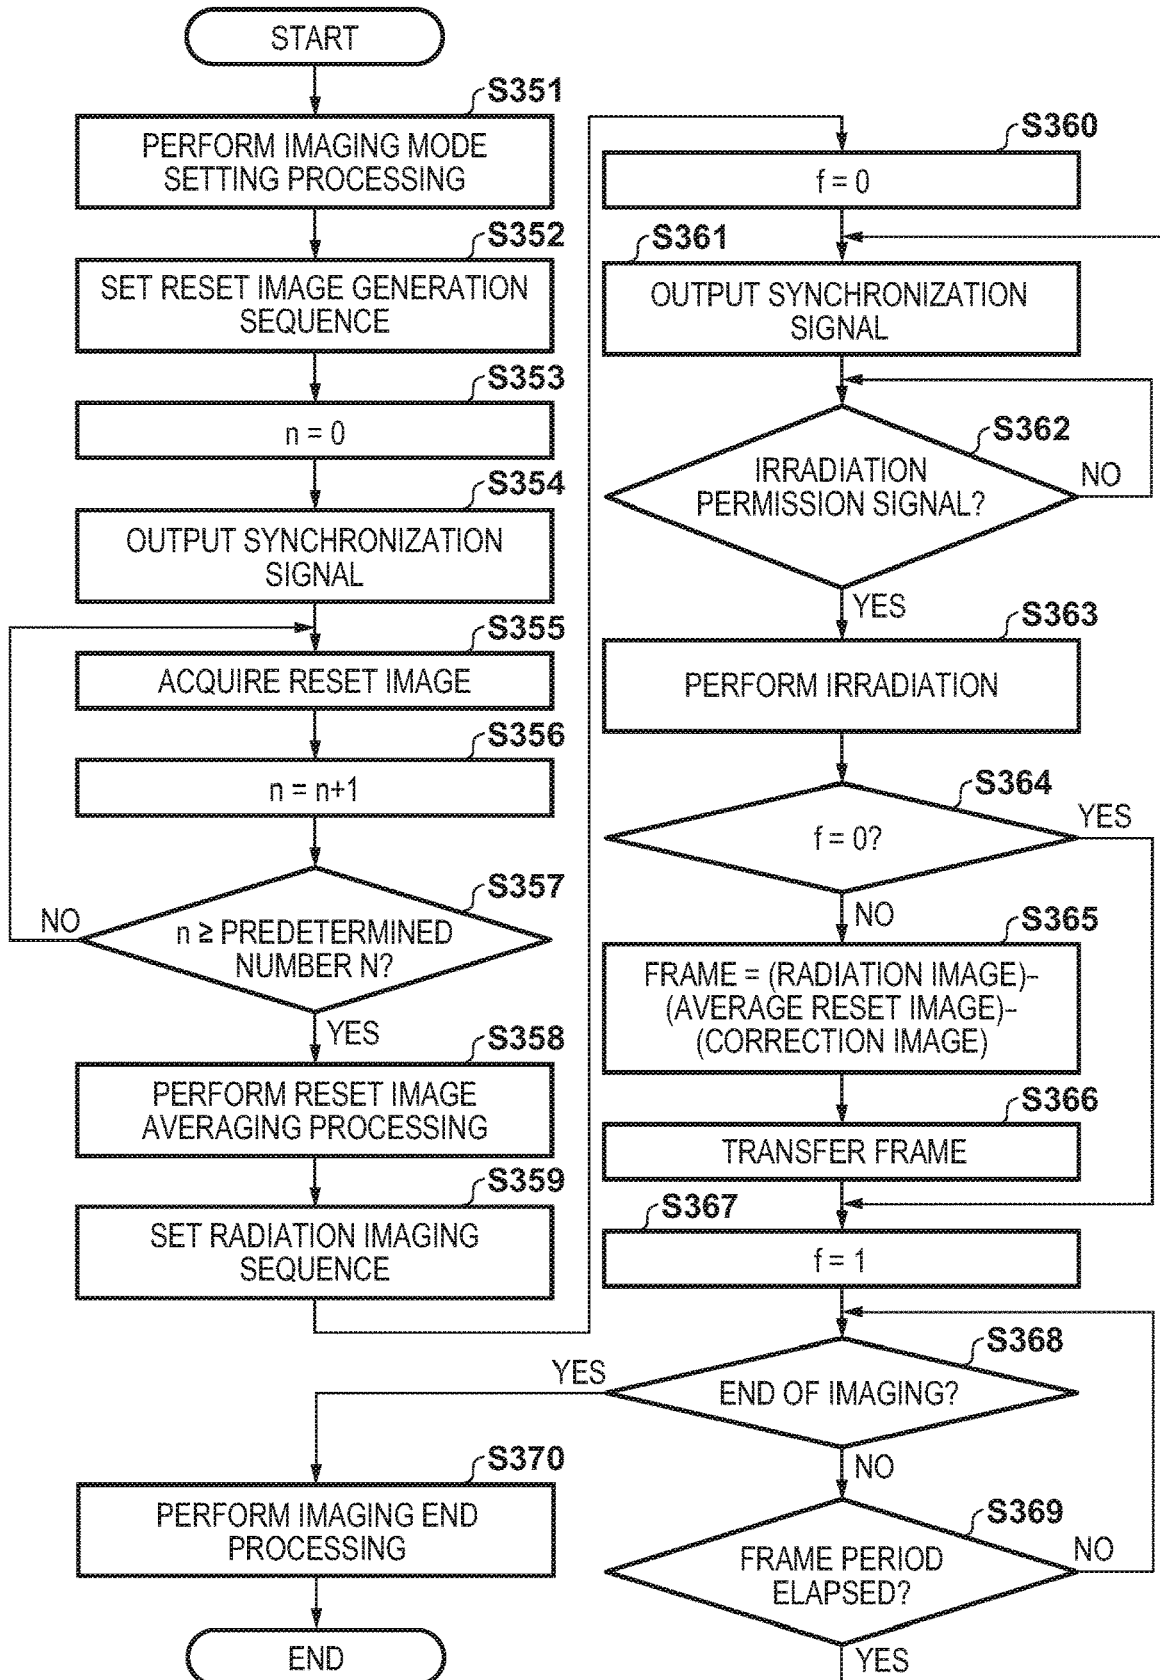 START
S351
PERFORM IMAGING MODE
SETTING PROCESSING
S352
SET RESET IMAGE GENERATION
SEQUENCE
S353
n = 0
S354
OUTPUT SYNCHRONIZATION
SIGNAL
S355
ACQUIRE RESET IMAGE
S356
n = n+1
S357
NO
n ≥ PREDETERMINED
NUMBER N?
YES
S358
PERFORM RESET IMAGE
AVERAGING PROCESSING
S359
SET RADIATION IMAGING
SEQUENCE
S360
f = 0
S361
OUTPUT SYNCHRONIZATION
SIGNAL
S362
IRRADIATION
PERMISSION SIGNAL?
NO
YES
S363
PERFORM IRRADIATION
S364
YES
f = 0?
NO
S365
FRAME = (RADIATION IMAGE)–
(AVERAGE RESET IMAGE)–
(CORRECTION IMAGE)
S366
TRANSFER FRAME
S367
f = 1
S368
YES
END OF IMAGING?
NO
S369
FRAME PERIOD
ELAPSED?
NO
YES
S370
PERFORM IMAGING END
PROCESSING
END